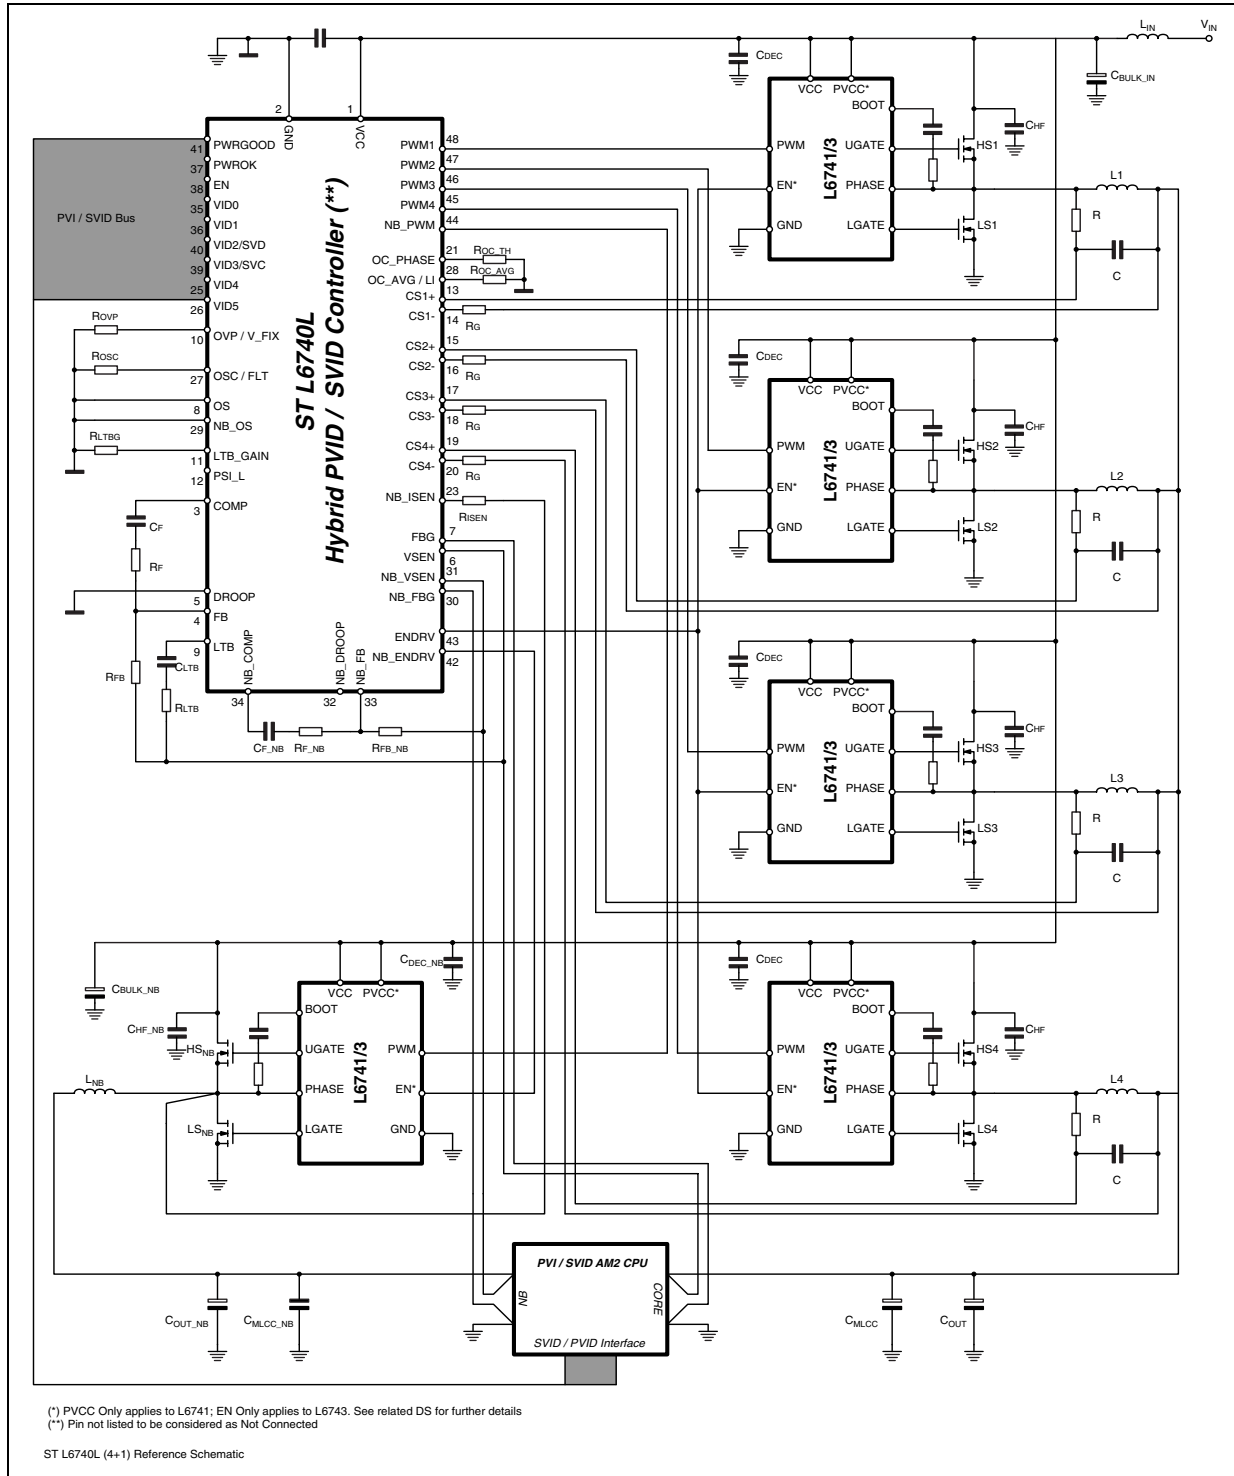 LIN
VIN
CBULK_IN
CDEC
VCC
PVCC*
BOOT
CHF
PWM
UGATE
HS1
L6741/3
EN*
PHASE
L1
R
GND
LGATE
LS1
C
2
1
GND
VCC
PVI / SVID Bus
41
PWRGOOD
37
PWROK
38
EN
35
VID0
36
VID1
40
VID2/SVD
39
VID3/SVC
25
VID4
26
VID5
ROVP
10
OVP / V_FIX
ROSC
27
OSC / FLT
8
OS
29
NB_OS
RLTBG
11
LTB_GAIN
12
PSI_L
3
COMP
CF
RF
5
DROOP
4
FB
9
LTB
CLTB
RFB
RLTB
ST L6740L
Hybrid PVID / SVID Controller (**)
PWM1
48
PWM2
47
PWM3
46
PWM4
45
NB_PWM
44
OC_PHASE
21
ROC_TH
OC_AVG / LI
28
ROC_AVG
CS1+
13
CS1-
14
RG
CS2+
15
CS2-
16
RG
CS3+
17
CS3-
18
RG
CS4+
19
CS4-
20
RG
NB_ISEN
23
RISEN
FBG
7
VSEN
6
NB_VSEN
31
NB_FBG
30
ENDRV
43
NB_ENDRV
42
NB_COMP
NB_DROOP
NB_FB
34
32
33
CF_NB
RF_NB
RFB_NB
CDEC
VCC
PVCC*
BOOT
CHF
PWM
UGATE
HS2
L6741/3
EN*
PHASE
L2
R
GND
LGATE
LS2
C
CDEC
VCC
PVCC*
BOOT
CHF
PWM
UGATE
HS3
L6741/3
EN*
PHASE
L3
R
GND
LGATE
LS3
C
CBULK_NB
CDEC_NB
VCC
PVCC*
BOOT
CHF_NB
HSNB
UGATE
PWM
L6741/3
LNB
PHASE
EN*
LSNB
LGATE
GND
CDEC
VCC
PVCC*
BOOT
CHF
PWM
UGATE
HS4
L6741/3
EN*
PHASE
L4
R
GND
LGATE
LS4
C
PVI / SVID AM2 CPU
NB
CORE
SVID / PVID Interface
COUT_NB
CMLCC_NB
CMLCC
COUT
(*) PVCC Only applies to L6741; EN Only applies to L6743. See related DS for further details
(**) Pin not listed to be considered as Not Connected
ST L6740L (4+1) Reference Schematic